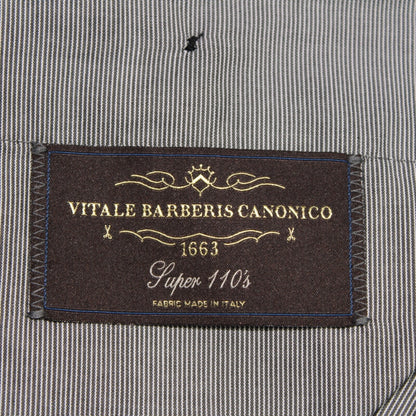 VITALE BARBERIS CANONICO
1663
Super 110's
FABRIC MADE IN ITALY